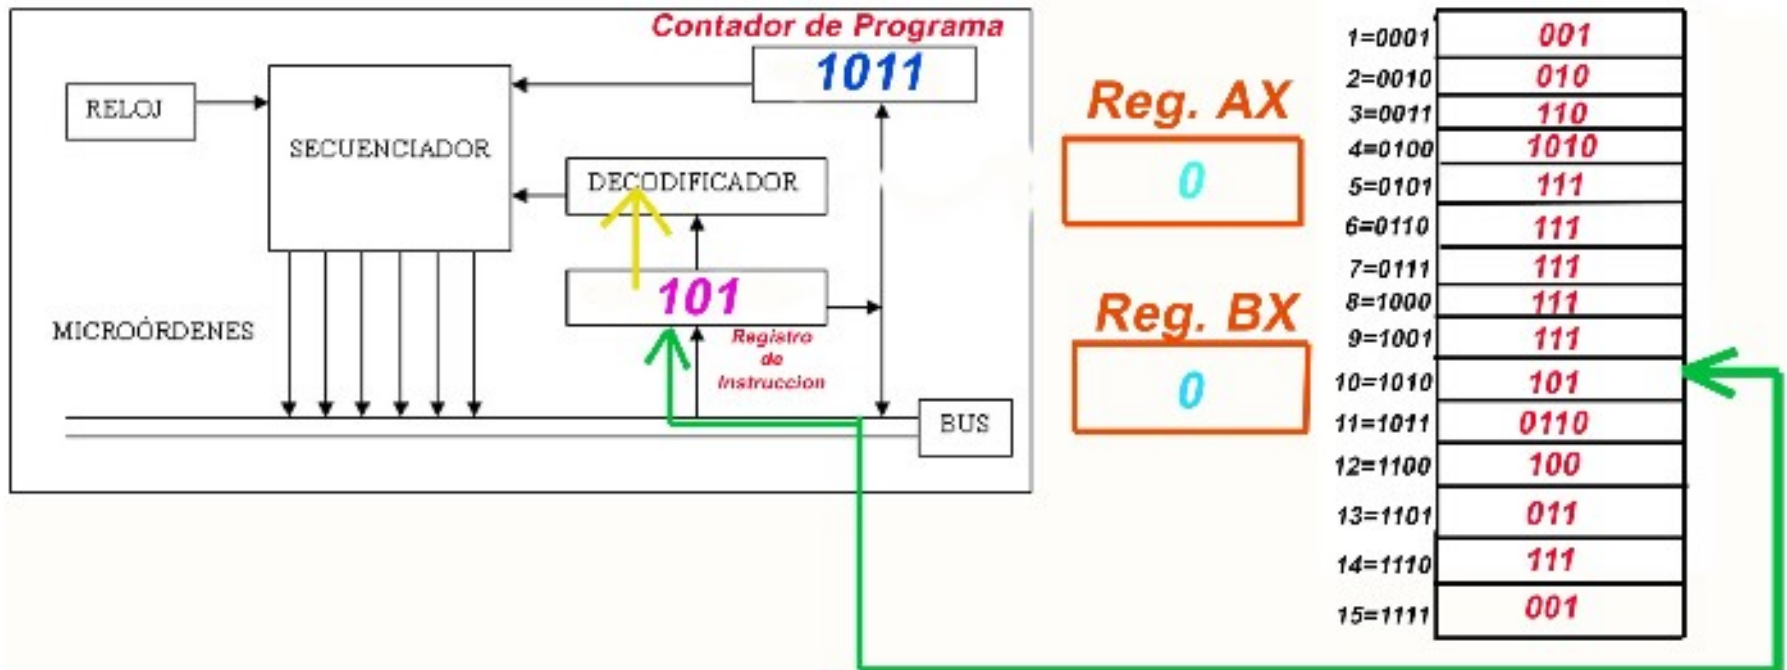 Contador de Programa
1011
RELOJ
SECUENCIADOR
DECODIFICADOR
101
Registro
de
Instruccion
MICROÓRDENES
BUS
Reg. AX
0
Reg. BX
0
1=0001 001
2=0010 010
3=0011 110
4=0100 1010
5=0101 111
6=0110 111
7=0111 111
8=1000 111
9=1001 111
10=1010 101
11=1011 0110
12=1100 100
13=1101 011
14=1110 111
15=1111 001